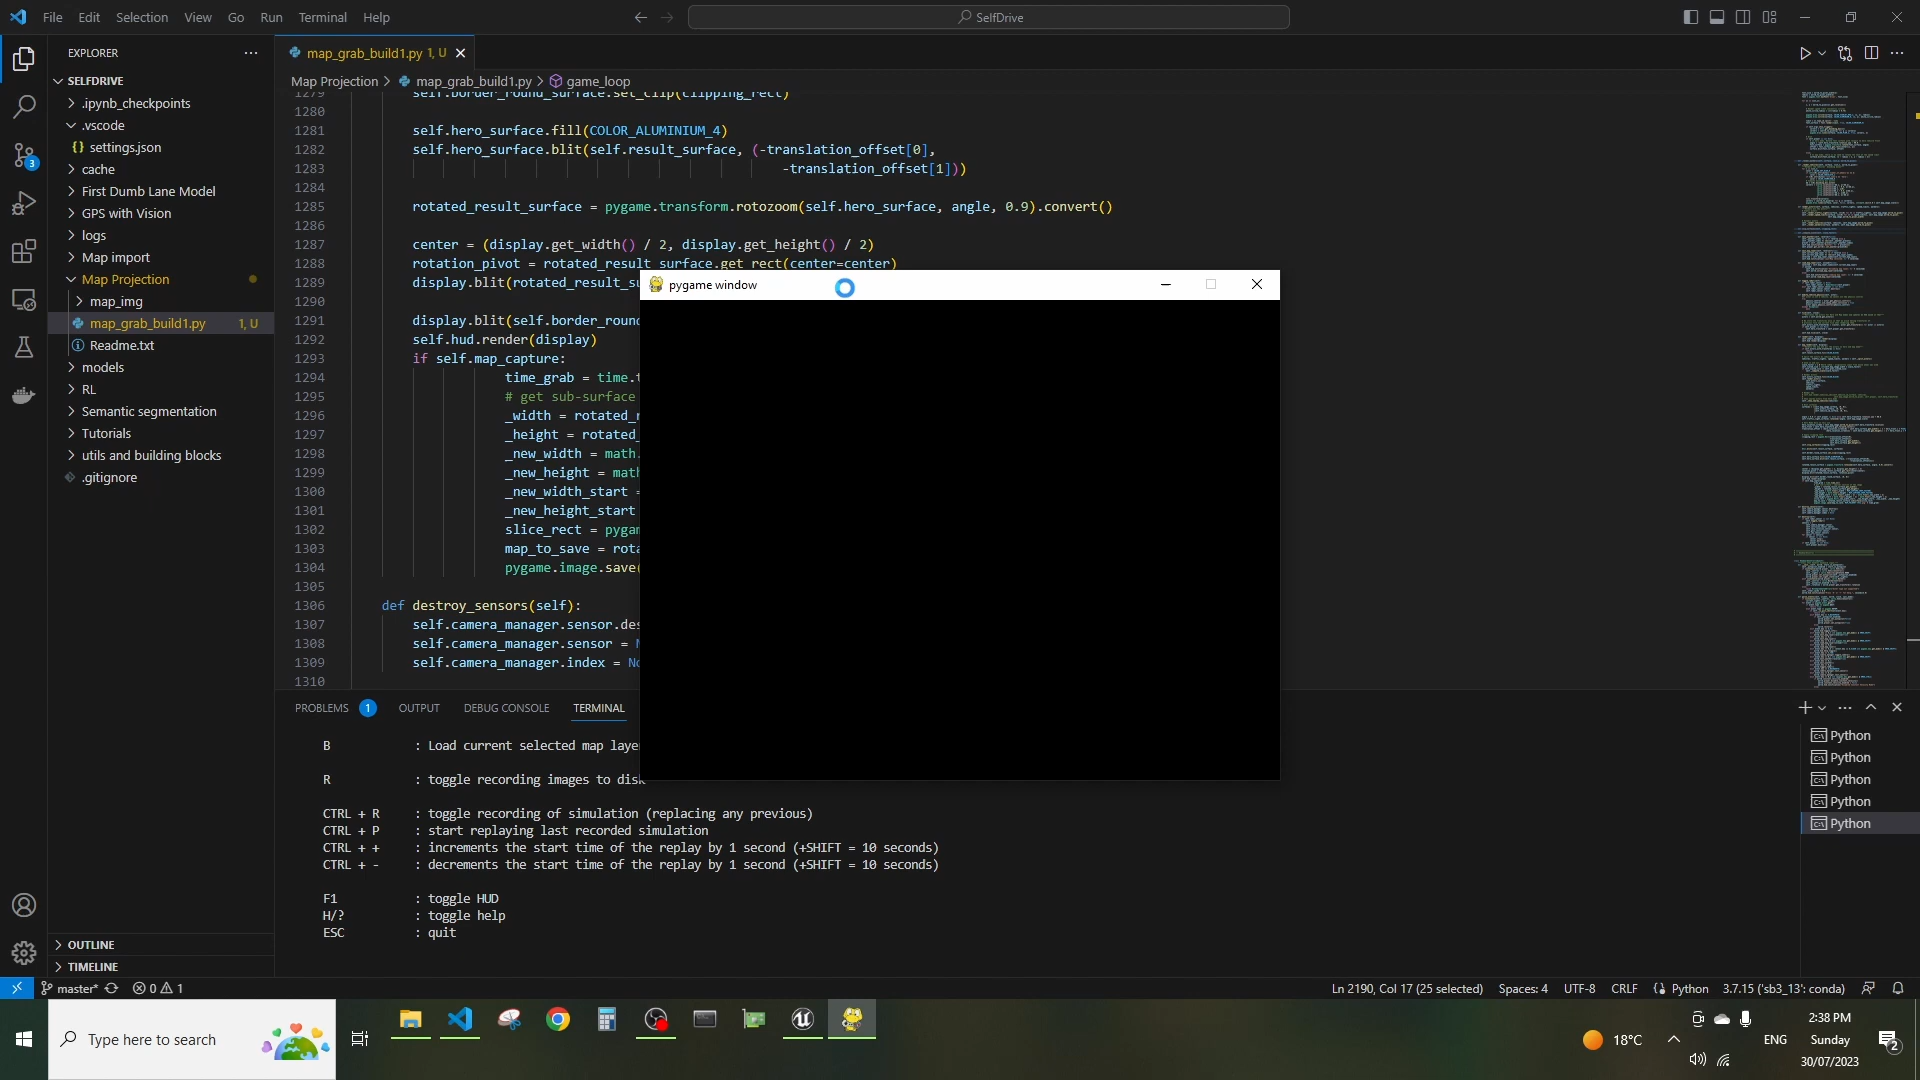 File Edit Selection View Go Run Terminal Help
SelfDrive
EXPLORER
SELFDRIVE
.ipynb_checkpoints
.vscode
{} settings.json
cache
First Dumb Lane Model
GPS with Vision
logs
Map import
Map Projection
map_img
map_grab_build1.py 1, U
Readme.txt
models
RL
Semantic segmentation
Tutorials
utils and building blocks
.gitignore
OUTLINE
TIMELINE
map_grab_build1.py 1, U
Map Projection > map_grab_build1.py > game_loop
1279 self.border_round_surface.set_clip(clipping_rect)
1280
1281 self.hero_surface.fill(COLOR_ALUMINIUM_4)
1282 self.hero_surface.blit(self.result_surface, (-translation_offset[0],
1283 -translation_offset[1]))
1284
1285 rotated_result_surface = pygame.transform.rotozoom(self.hero_surface, angle, 0.9).convert()
1286
1287 center = (display.get_width() / 2, display.get_height() / 2)
1288 rotation_pivot = rotated_result_surface.get_rect(center=center)
1289 display.blit(rotated_result_su
1290
1291 display.blit(self.border_roun
1292 self.hud.render(display)
1293 if self.map_capture:
1294 time_grab = time.t
1295 # get sub-surface
1296 _width = rotated_r
1297 _height = rotated_
1298 _new_width = math.
1299 _new_height = math
1300 _new_width_start =
1301 _new_height_start
1302 slice_rect = pygam
1303 map_to_save = rota
1304 pygame.image.save(
1305
1306 def destroy_sensors(self):
1307 self.camera_manager.sensor.des
1308 self.camera_manager.sensor = N
1309 self.camera_manager.index = No
1310
pygame window
PROBLEMS 1 OUTPUT DEBUG CONSOLE TERMINAL
B : Load current selected map laye
R : toggle recording images to disk
CTRL + R : toggle recording of simulation (replacing any previous)
CTRL + P : start replaying last recorded simulation
CTRL + + : increments the start time of the replay by 1 second (+SHIFT = 10 seconds)
CTRL + - : decrements the start time of the replay by 1 second (+SHIFT = 10 seconds)
F1 : toggle HUD
H/? : toggle help
ESC : quit
Python
Python
Python
Python
Python
3
master* 0 1
Ln 2190, Col 17 (25 selected) Spaces: 4 UTF-8 CRLF Python 3.7.15 ('sb3_13': conda)
Type here to search
18°C
ENG
2:38 PM
Sunday
30/07/2023
2